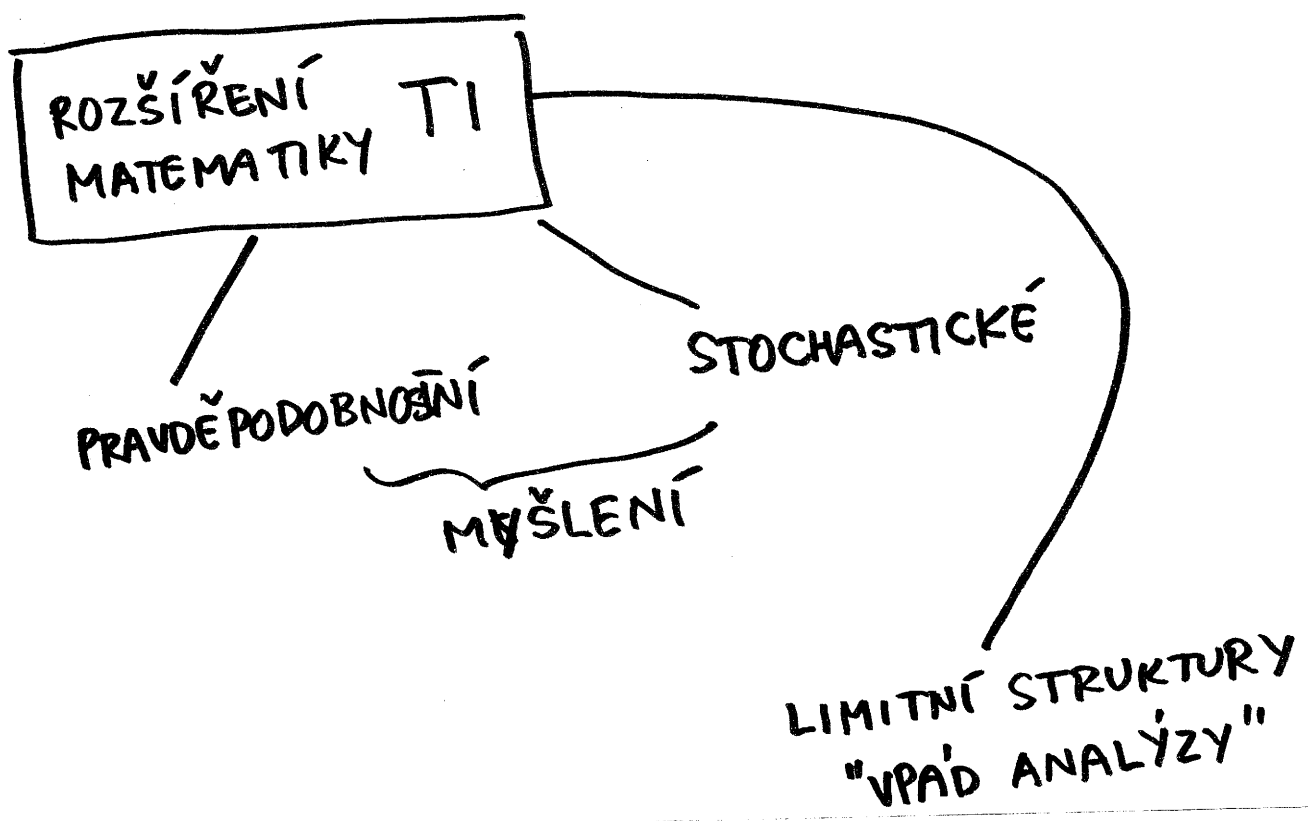 ROZŠÍŘENÍ TI
MATEMATIKY
STOCHASTICKÉ
PRAVDĚPODOBNOSTNÍ
MYŠLENÍ
LIMITNÍ STRUKTURY
"VPÁD ANALÝZY"